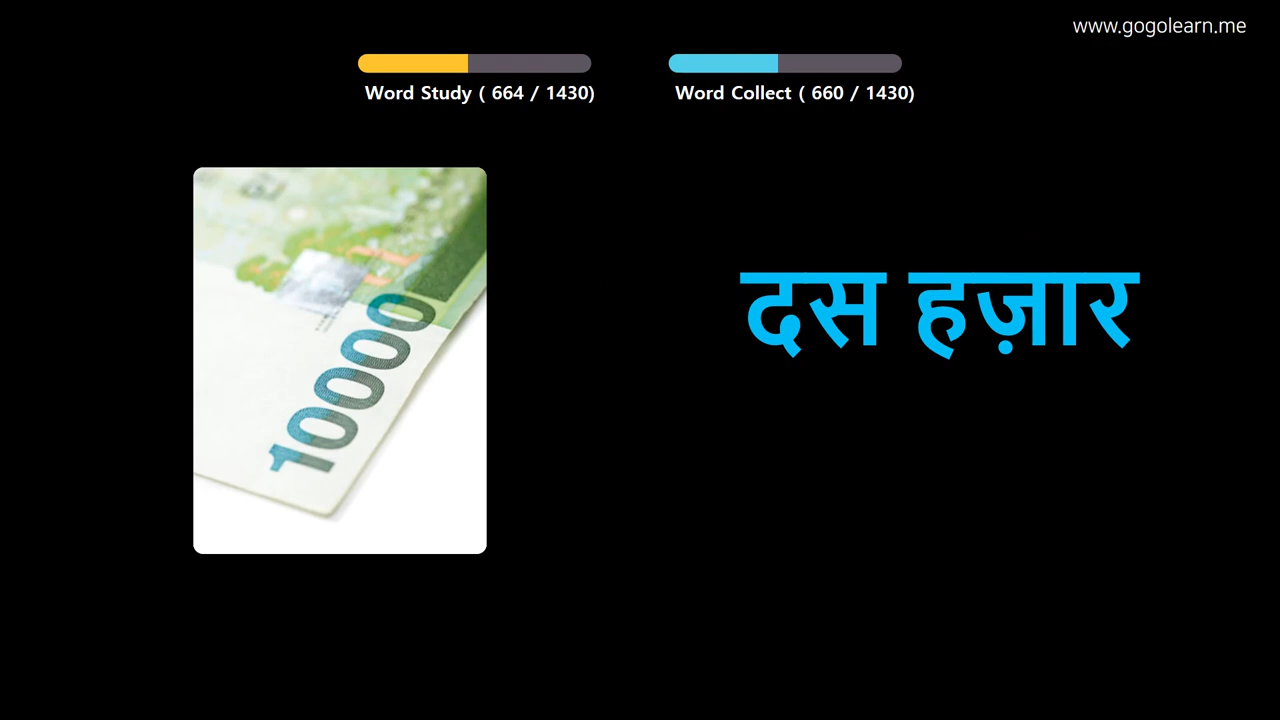 www.gogolearn.me
Word Study ( 664 / 1430)
Word Collect ( 660 / 1430)
10000
दस हज़ार